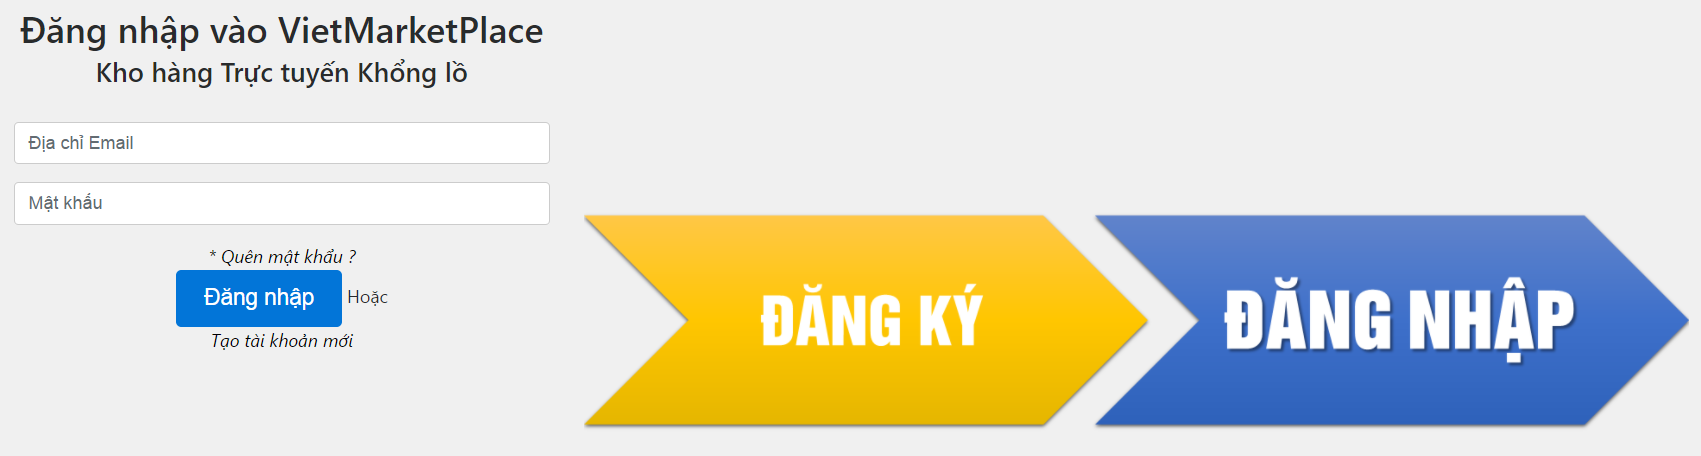 Đăng nhập vào VietMarketPlace
Kho hàng Trực tuyến Khổng lồ
Địa chỉ Email
Mật khẩu
* Quên mật khẩu ?
Đăng nhập Hoặc
Tạo tài khoản mới
ĐĂNG KÝ
ĐĂNG NHẬP